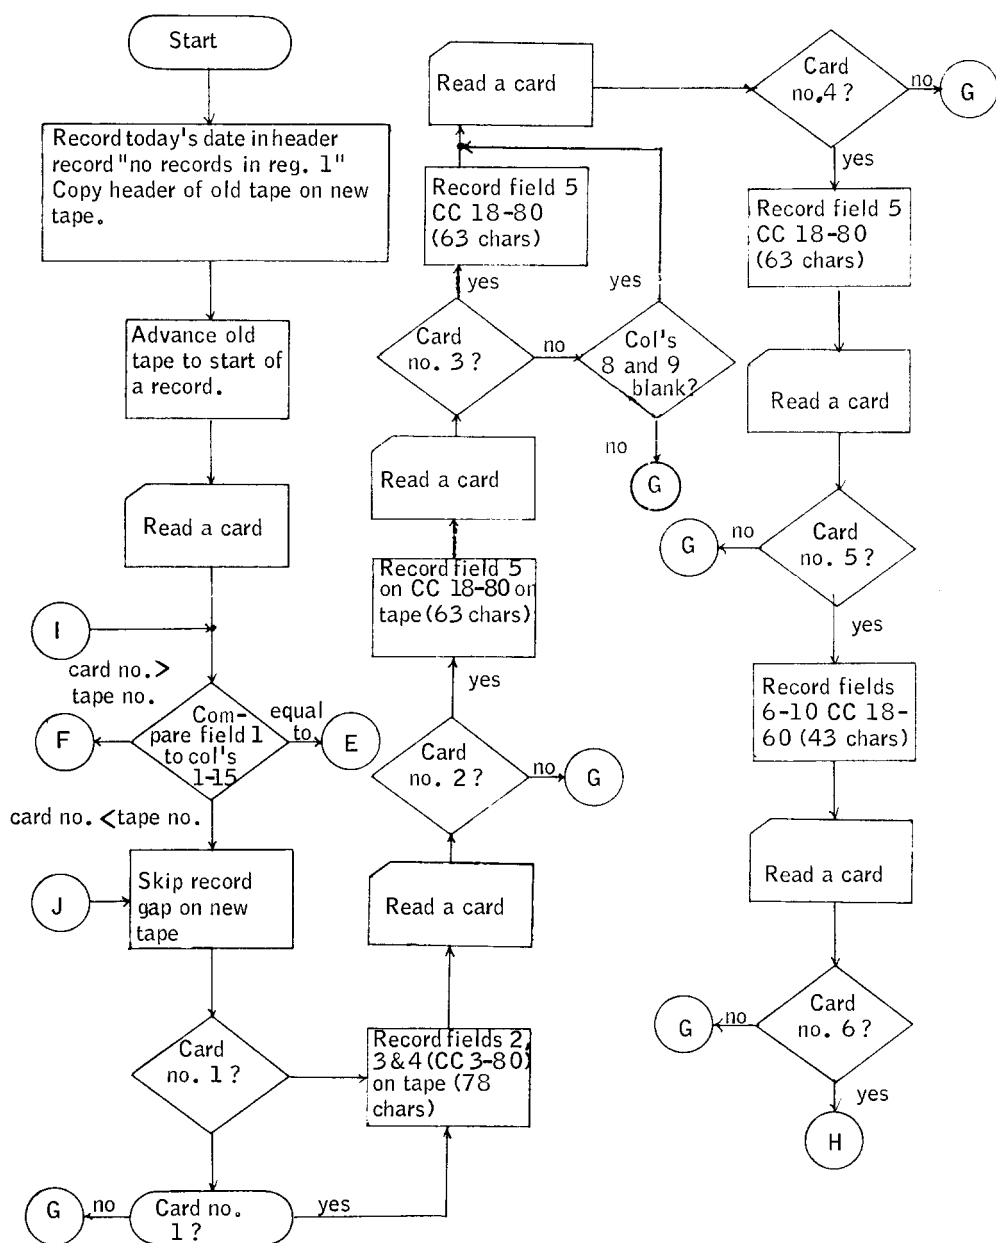 Start
Record today's date in header
record "no records in reg. 1"
Copy header of old tape on new
tape.
Advance old
tape to start of
a record.
Read a card
I
card no.>
tape no.
Com-
pare field 1
to col's
1-15
equal
to
F
E
card no.<tape no.
Skip record
gap on new
tape
J
Card
no. 1?
Card no.
1?
no
G
yes
Record fields 2,
3&4 (CC 3-80)
on tape (78
chars)
Read a card
Card
no. 2?
no
G
yes
Record field 5
on CC 18-80 on
tape (63 chars)
Read a card
Card
no. 3?
no
Col's
8 and 9
blank?
yes
no
G
yes
Record field 5
CC 18-80
(63 chars)
Read a card
Card
no.4?
no
G
yes
Record field 5
CC 18-80
(63 chars)
Read a card
Card
no. 5?
no
G
yes
Record fields
6-10 CC 18-
60 (43 chars)
Read a card
Card
no. 6?
no
G
yes
H